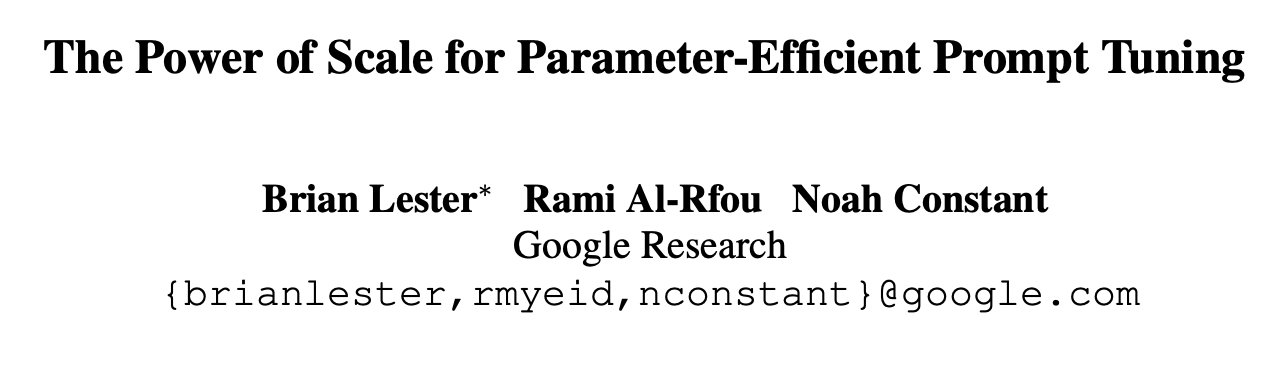 The Power of Scale for Parameter-Efficient Prompt Tuning
Brian Lester* Rami Al-Rfou Noah Constant
Google Research
{brianlester,rmyeid,nconstant}@google.com